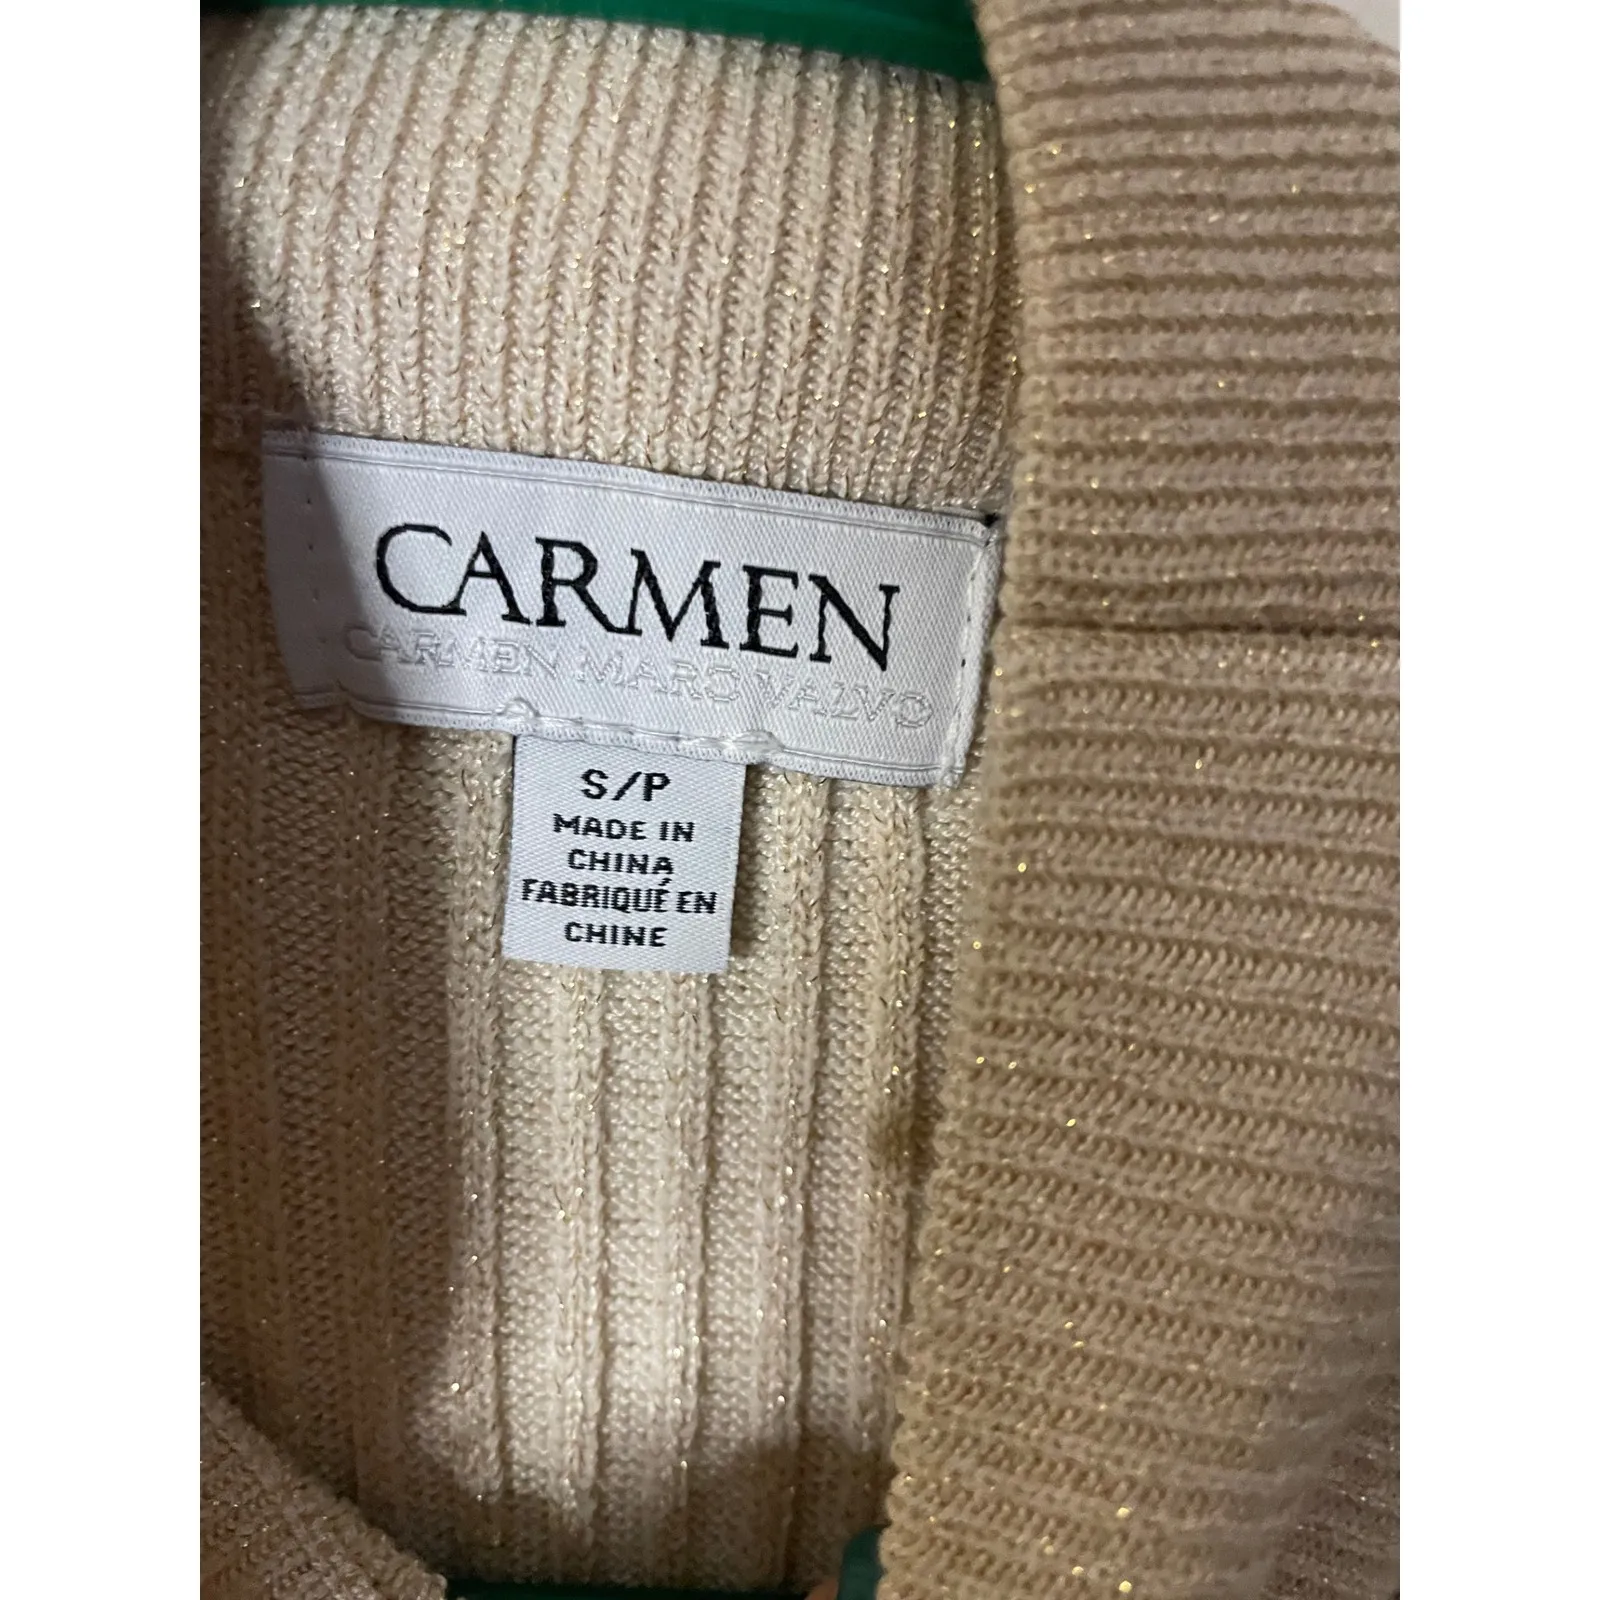 CARMEN
CARMEN MARC VALVO
S/P
MADE IN
CHINA
FABRIQUÉ EN
CHINE